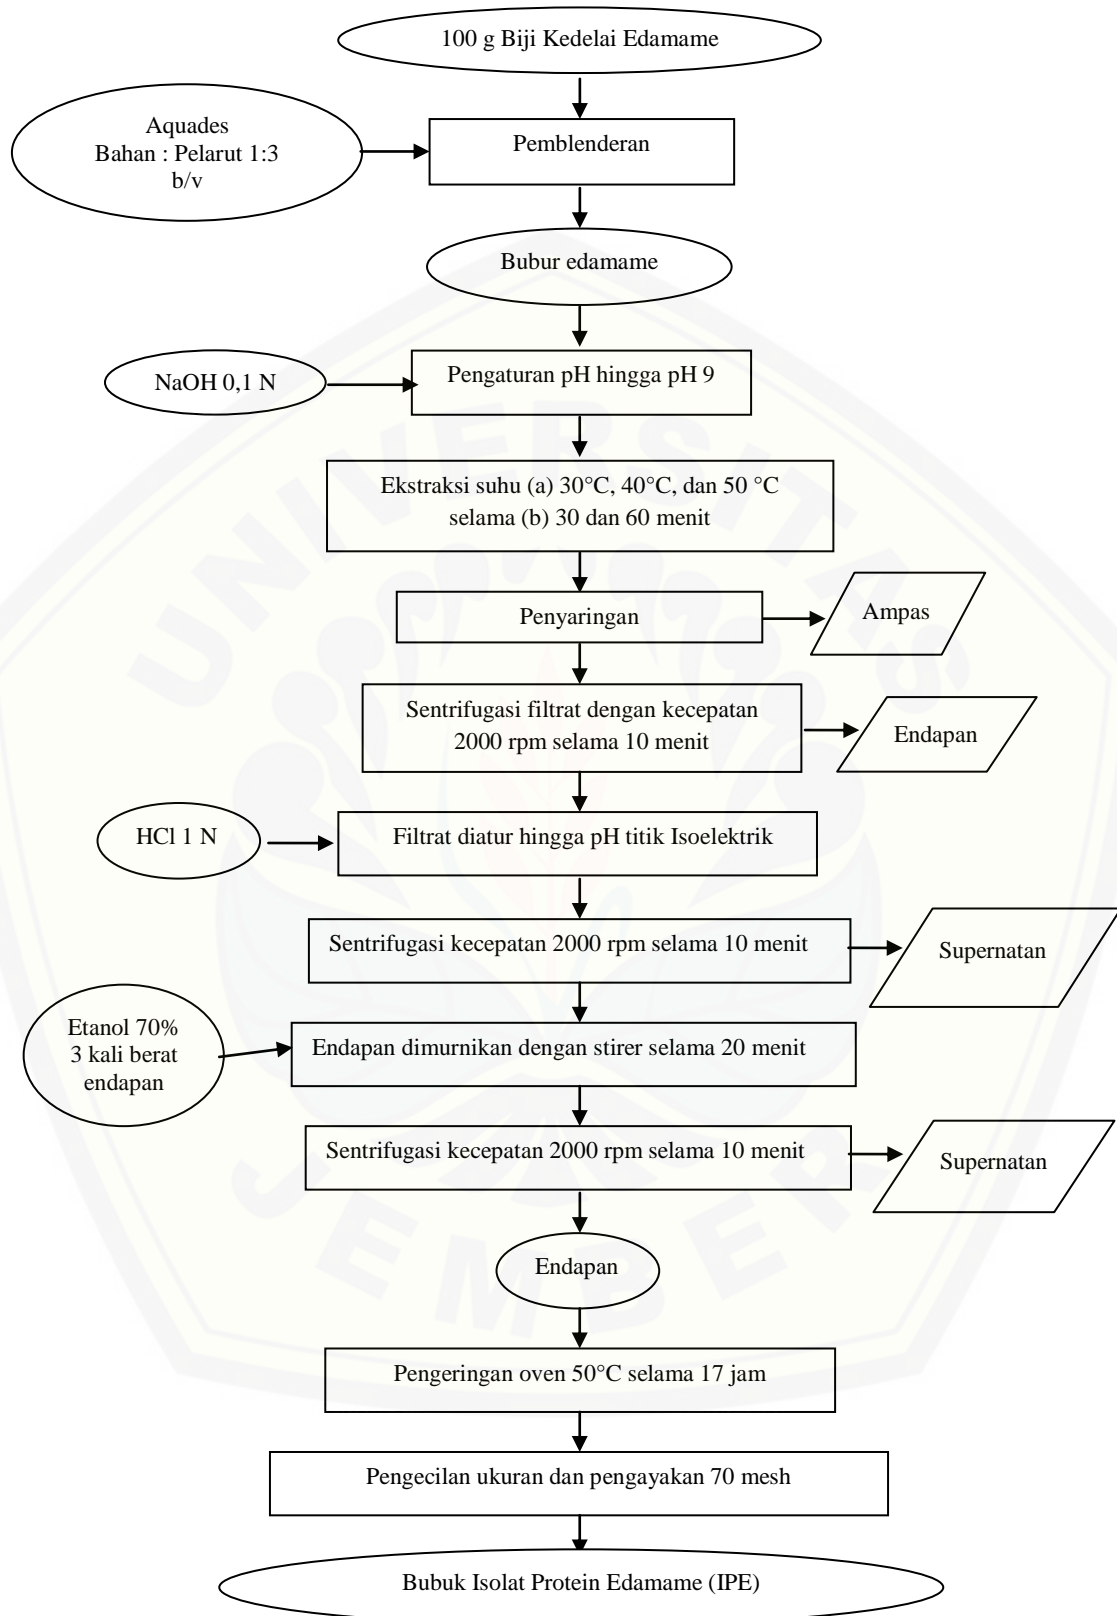 100 g Biji Kedelai Edamame
Aquades
Bahan : Pelarut 1:3
b/v
Pemblenderan
Bubur edamame
NaOH 0,1 N
Pengaturan pH hingga pH 9
Ekstraksi suhu (a) 30°C, 40°C, dan 50 °C
selama (b) 30 dan 60 menit
Penyaringan
Ampas
Sentrifugasi filtrat dengan kecepatan
2000 rpm selama 10 menit
Endapan
HCl 1 N
Filtrat diatur hingga pH titik Isoelektrik
Sentrifugasi kecepatan 2000 rpm selama 10 menit
Supernatan
Etanol 70%
3 kali berat
endapan
Endapan dimurnikan dengan stirer selama 20 menit
Sentrifugasi kecepatan 2000 rpm selama 10 menit
Supernatan
Endapan
Pengeringan oven 50°C selama 17 jam
Pengecilan ukuran dan pengayakan 70 mesh
Bubuk Isolat Protein Edamame (IPE)
UNIVERSITAS
JEMBER